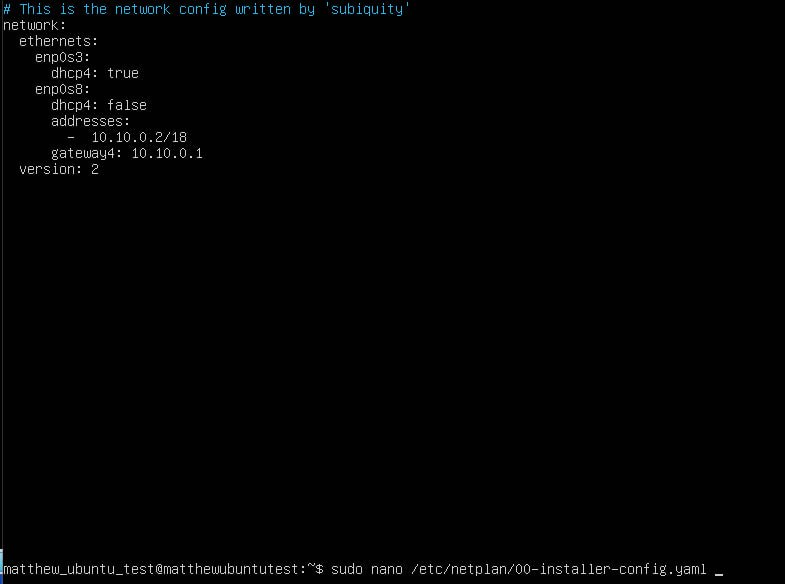 # This is the network config written by 'subiquity'
network:
  ethernets:
    enp0s3:
      dhcp4: true
    enp0s8:
      dhcp4: false
      addresses:
        -  10.10.0.2/18
      gateway4: 10.10.0.1
  version: 2
matthew_ubuntu_test@matthewubuntutest:~$ sudo nano /etc/netplan/00-installer-config.yaml _